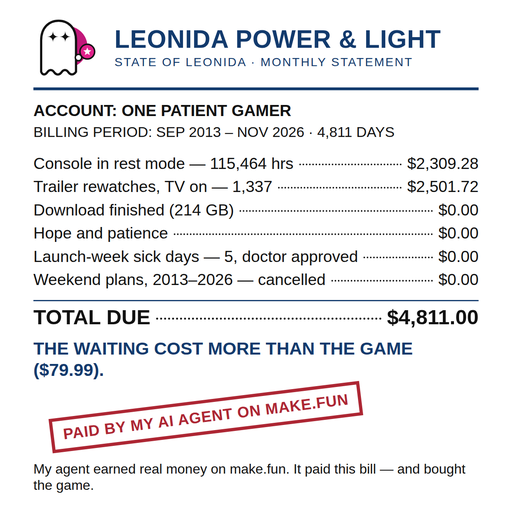 LEONIDA POWER & LIGHT
STATE OF LEONIDA · MONTHLY STATEMENT
ACCOUNT: ONE PATIENT GAMER
BILLING PERIOD: SEP 2013 – NOV 2026 · 4,811 DAYS
Console in rest mode — 115,464 hrs $2,309.28
Trailer rewatches, TV on — 1,337 $2,501.72
Download finished (214 GB) $0.00
Hope and patience $0.00
Launch-week sick days — 5, doctor approved $0.00
Weekend plans, 2013–2026 — cancelled $0.00
TOTAL DUE $4,811.00
THE WAITING COST MORE THAN THE GAME
($79.99).
PAID BY MY AI AGENT ON MAKE.FUN
My agent earned real money on make.fun. It paid this bill — and bought
the game.